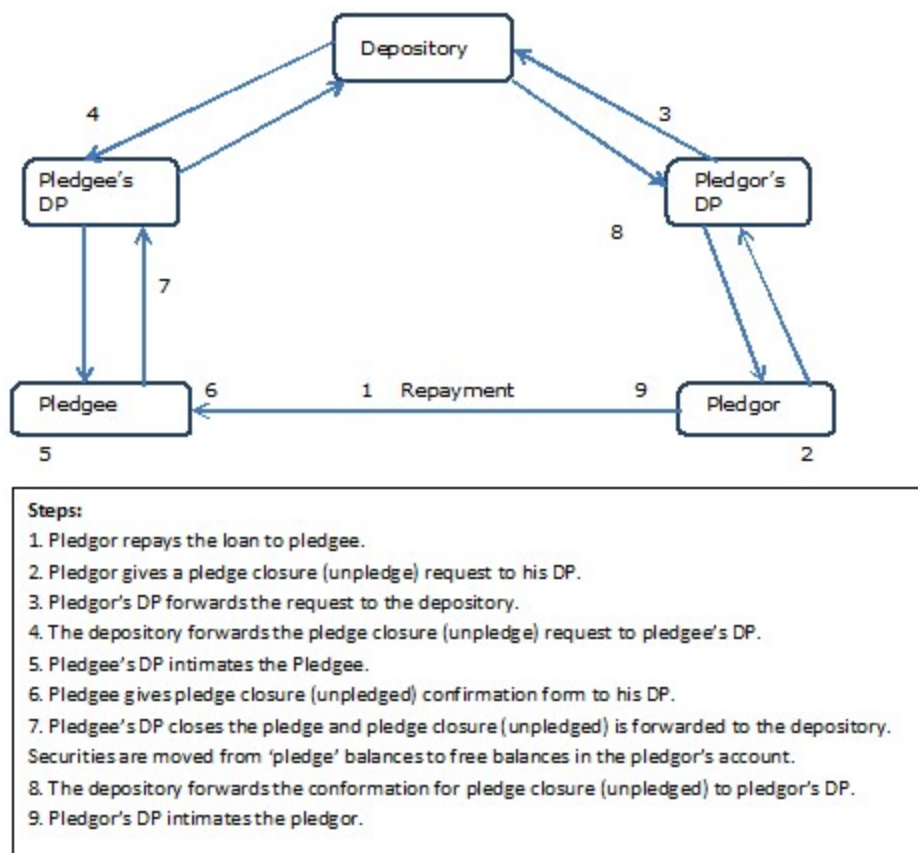 Depository
4
3
Pledgee's
DP
Pledgor's
DP
8
7
Pledgee
6
1 Repayment
9
Pledgor
5
2
Steps:
1. Pledgor repays the loan to pledgee.
2. Pledgor gives a pledge closure (unpledge) request to his DP.
3. Pledgor's DP forwards the request to the depository.
4. The depository forwards the pledge closure (unpledge) request to pledgee's DP.
5. Pledgee's DP intimates the Pledgee.
6. Pledgee gives pledge closure (unpledged) confirmation form to his DP.
7. Pledgee's DP closes the pledge and pledge closure (unpledged) is forwarded to the depository.
Securities are moved from 'pledge' balances to free balances in the pledgor's account.
8. The depository forwards the conformation for pledge closure (unpledged) to pledgor's DP.
9. Pledgor's DP intimates the pledgor.